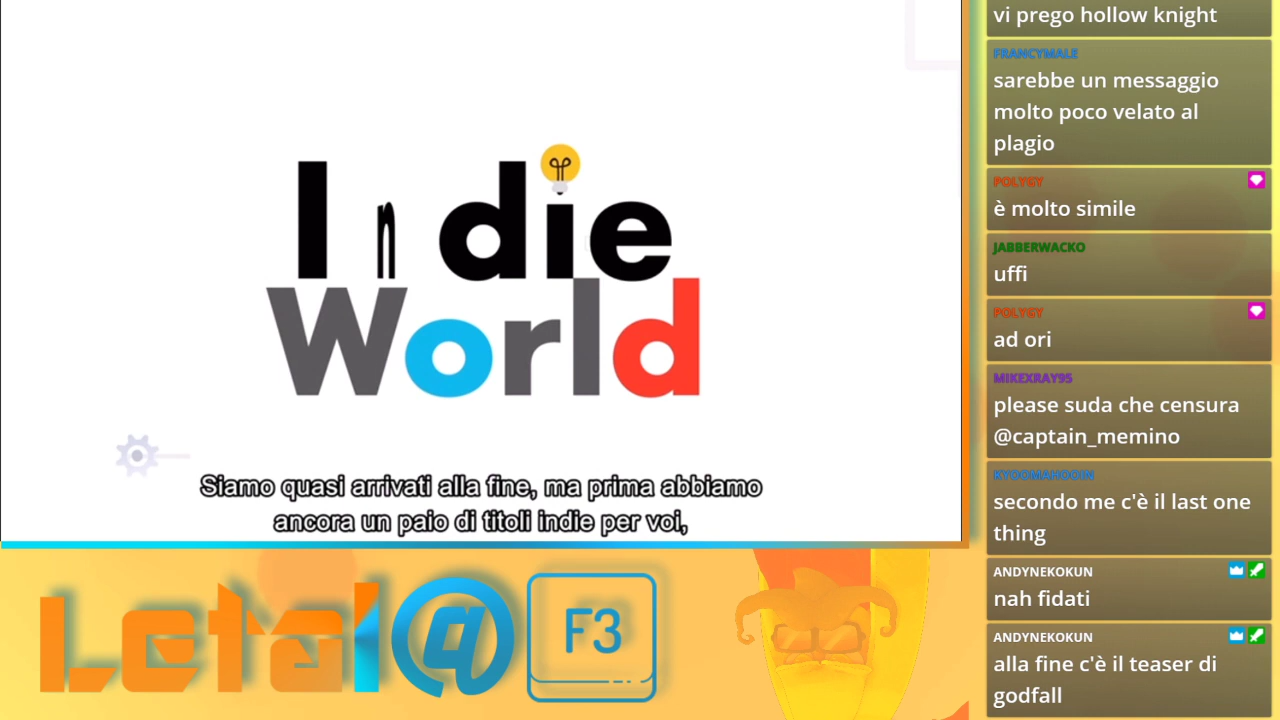 Indie
World
Siamo quasi arrivati alla fine, ma prima abbiamo
ancora un paio di titoli indie per voi,
Letal@
F3
vi prego hollow knight
FRANCYMALE
sarebbe un messaggio
molto poco velato al
plagio
POLYGY
è molto simile
JABBERWACKO
uffi
POLYGY
ad ori
MIKEXRAY95
please suda che censura
@captain_memino
KYOOMAHOOIN
secondo me c'è il last one
thing
ANDYNEKOKUN
nah fidati
ANDYNEKOKUN
alla fine c'è il teaser di
godfall